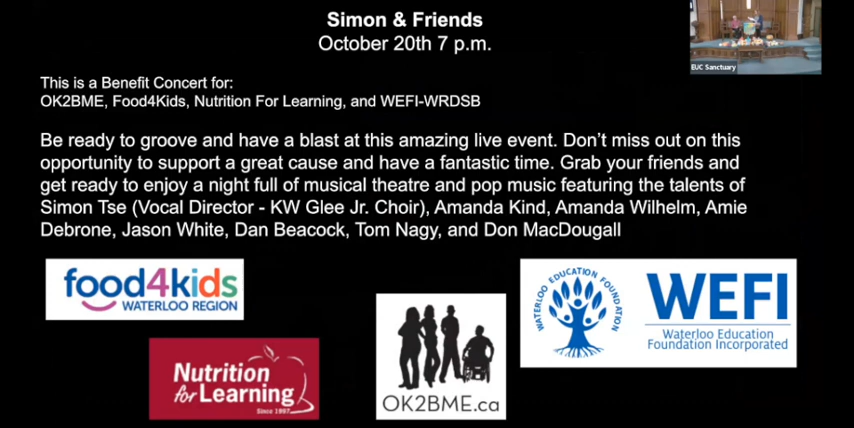 Simon & Friends
October 20th 7 p.m.
EUC Sanctuary
This is a Benefit Concert for:
OK2BME, Food4Kids, Nutrition For Learning, and WEFI-WRDSB
Be ready to groove and have a blast at this amazing live event. Don't miss out on this
opportunity to support a great cause and have a fantastic time. Grab your friends and
get ready to enjoy a night full of musical theatre and pop music featuring the talents of
Simon Tse (Vocal Director - KW Glee Jr. Choir), Amanda Kind, Amanda Wilhelm, Amie
Debrone, Jason White, Dan Beacock, Tom Nagy, and Don MacDougall
food4kids
WATERLOO REGION
Nutrition
for Learning
Since 1997
OK2BME.ca
WATERLOO EDUCATION FOUNDATION
WEFI
Waterloo Education
Foundation Incorporated